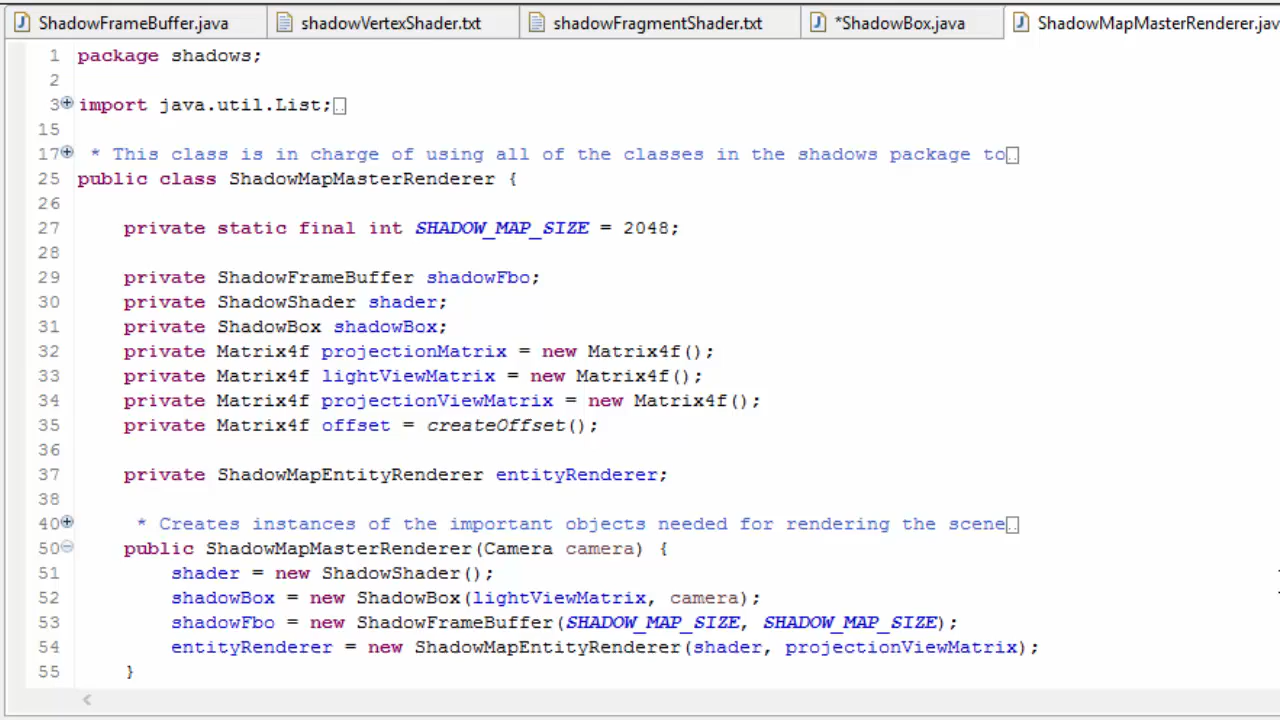 ShadowFrameBuffer.java shadowVertexShader.txt shadowFragmentShader.txt *ShadowBox.java ShadowMapMasterRenderer.jav
1 package shadows;
2
3 import java.util.List;
15
17 * This class is in charge of using all of the classes in the shadows package to
25 public class ShadowMapMasterRenderer {
26
27 private static final int SHADOW_MAP_SIZE = 2048;
28
29 private ShadowFrameBuffer shadowFbo;
30 private ShadowShader shader;
31 private ShadowBox shadowBox;
32 private Matrix4f projectionMatrix = new Matrix4f();
33 private Matrix4f lightViewMatrix = new Matrix4f();
34 private Matrix4f projectionViewMatrix = new Matrix4f();
35 private Matrix4f offset = createOffset();
36
37 private ShadowMapEntityRenderer entityRenderer;
38
40 * Creates instances of the important objects needed for rendering the scene
50 public ShadowMapMasterRenderer(Camera camera) {
51 shader = new ShadowShader();
52 shadowBox = new ShadowBox(lightViewMatrix, camera);
53 shadowFbo = new ShadowFrameBuffer(SHADOW_MAP_SIZE, SHADOW_MAP_SIZE);
54 entityRenderer = new ShadowMapEntityRenderer(shader, projectionViewMatrix);
55 }